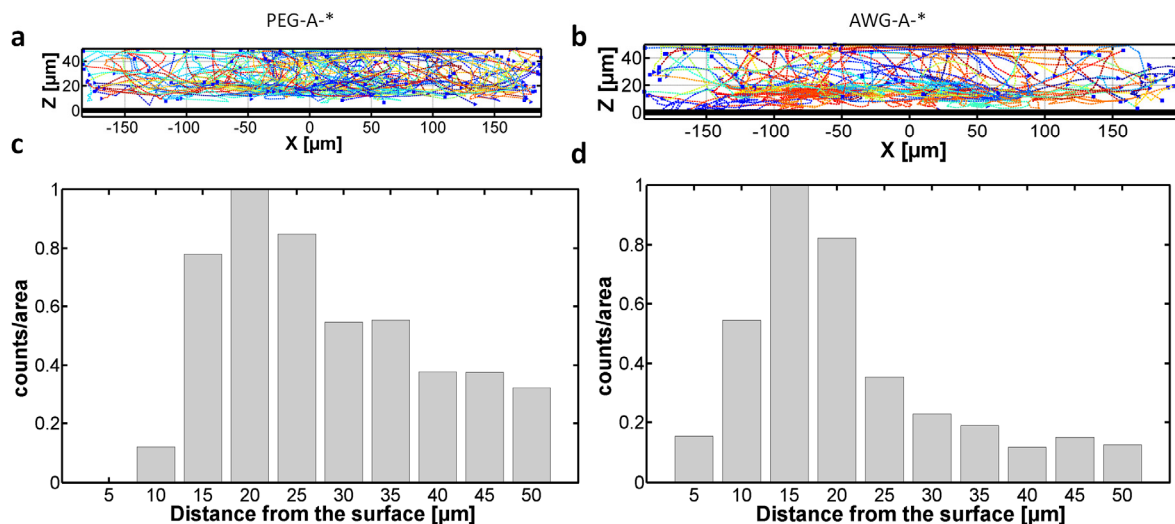 PEG-A-*
AWG-A-*
a
b
Z [µm]
40
20
0
-150 -100 -50 0 50 100 150
X [µm]
Z [µm]
40
20
0
-150 -100 -50 0 50 100 150
X [µm]
c
d
counts/area
1
0.8
0.6
0.4
0.2
0
5 10 15 20 25 30 35 40 45 50
Distance from the surface [µm]
counts/area
1
0.8
0.6
0.4
0.2
0
5 10 15 20 25 30 35 40 45 50
Distance from the surface [µm]